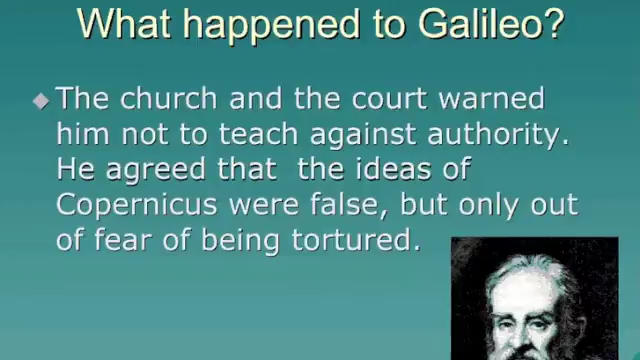 What happened to Galileo?
The church and the court warned
him not to teach against authority.
He agreed that  the ideas of
Copernicus were false, but only out
of fear of being tortured.